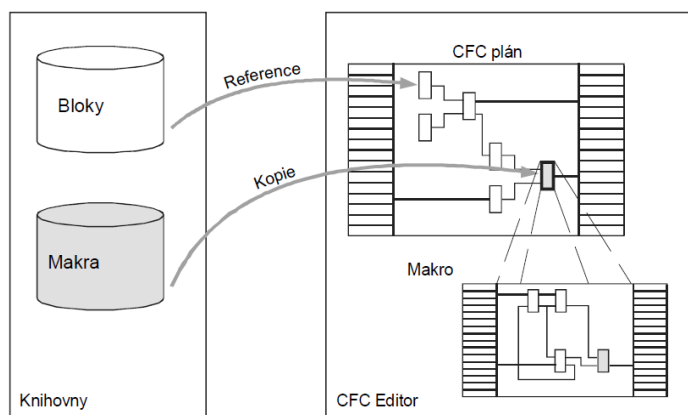 Bloky
Makra
Knihovny
Reference
Kopie
CFC plán
Makro
CFC Editor